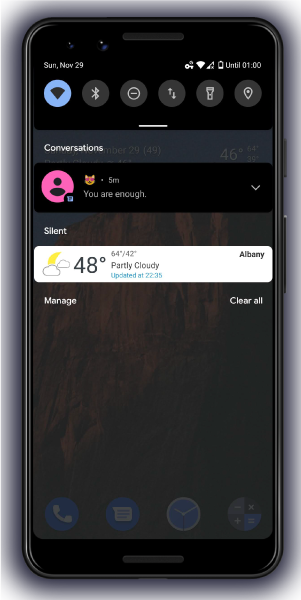 Sun, Nov 29
Until 01:00
Conversations
😻 • 5m
You are enough.
Silent
48°
64°/42°
Partly Cloudy
Updated at 22:35
Albany
Manage
Clear all